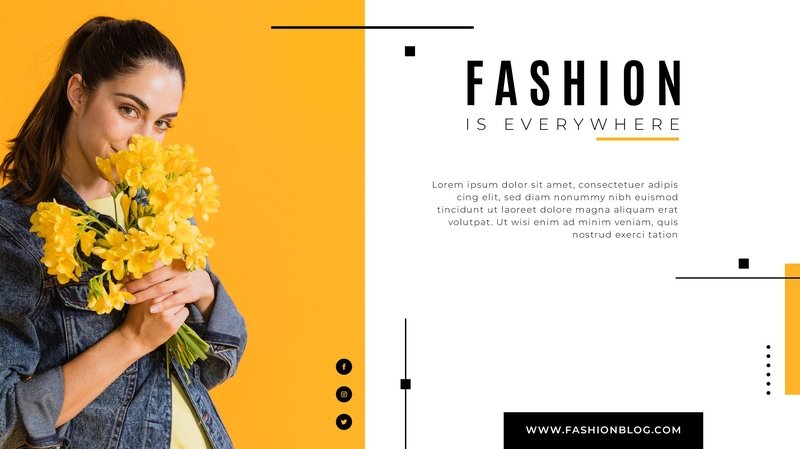 FASHION
IS EVERYWHERE
Lorem ipsum dolor sit amet, consectetuer adipis
cing elit, sed diam nonummy nibh euismod
tincidunt ut laoreet dolore magna aliquam erat
volutpat. Ut wisi enim ad minim veniam, quis
nostrud exerci tation
WWW.FASHIONBLOG.COM